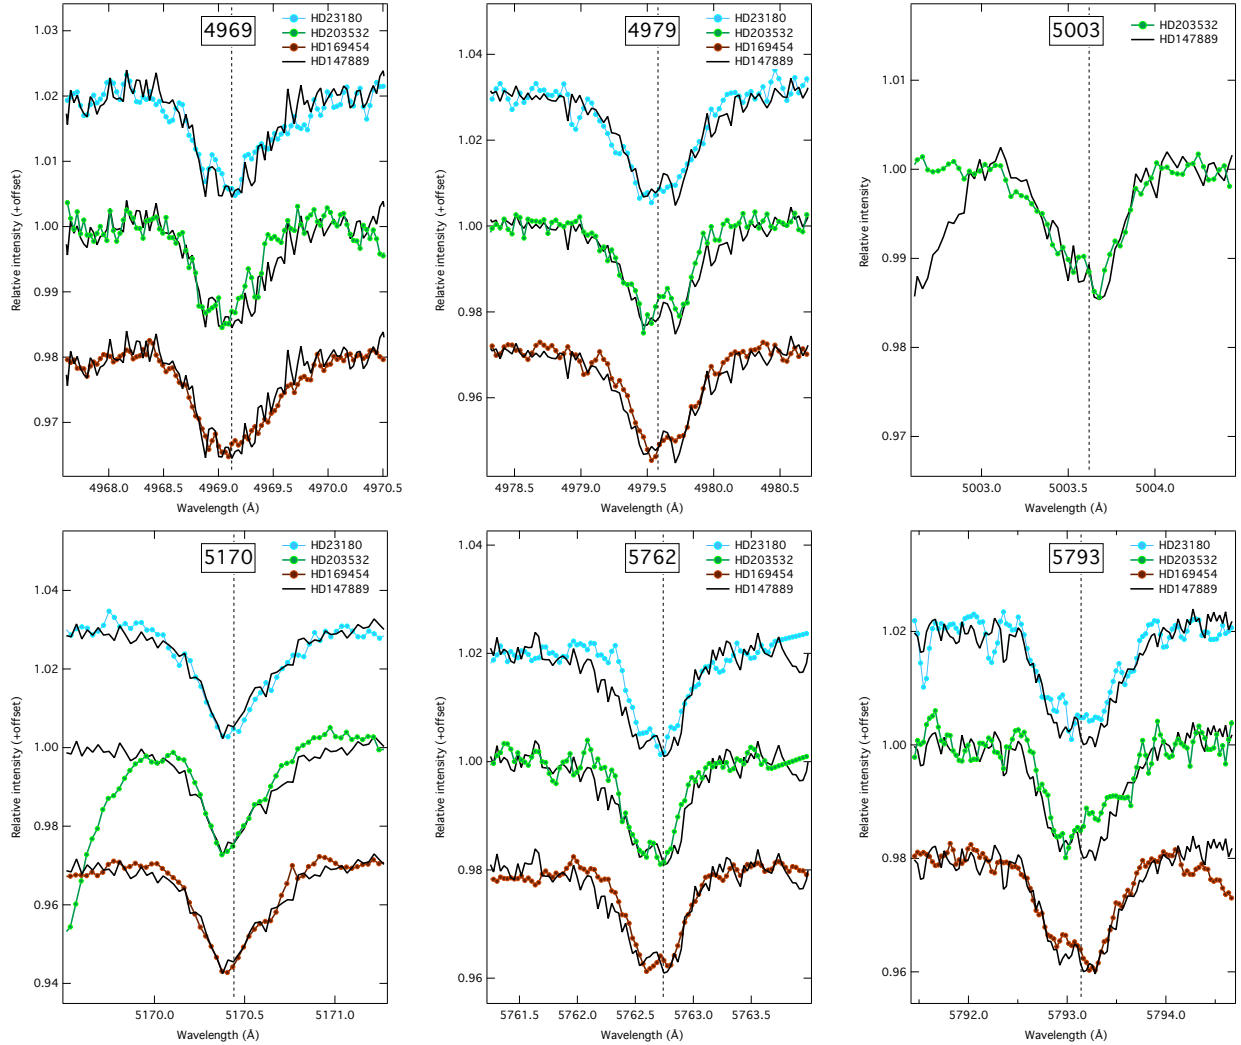 4969
HD23180
HD203532
HD169454
HD147889
1.03
1.02
1.01
1.00
0.99
0.98
0.97
Relative intensity (+offset)
4968.0 4968.5 4969.0 4969.5 4970.0 4970.5
Wavelength (Å)
4979
HD23180
HD203532
HD169454
HD147889
1.04
1.02
1.00
0.98
0.96
Relative intensity (+offset)
4978.5 4979.0 4979.5 4980.0 4980.5
Wavelength (Å)
5003
HD203532
HD147889
1.01
1.00
0.99
0.98
0.97
Relative intensity
5003.0 5003.5 5004.0
Wavelength (Å)
5170
HD23180
HD203532
HD169454
HD147889
1.04
1.02
1.00
0.98
0.96
0.94
Relative intensity (+offset)
5170.0 5170.5 5171.0
Wavelength (Å)
5762
HD23180
HD203532
HD169454
HD147889
1.04
1.02
1.00
0.98
0.96
Relative intensity (+offset)
5761.5 5762.0 5762.5 5763.0 5763.5
Wavelength (Å)
5793
HD23180
HD203532
HD169454
HD147889
1.02
1.00
0.98
0.96
Relative intensity (+offset)
5792.0 5793.0 5794.0
Wavelength (Å)